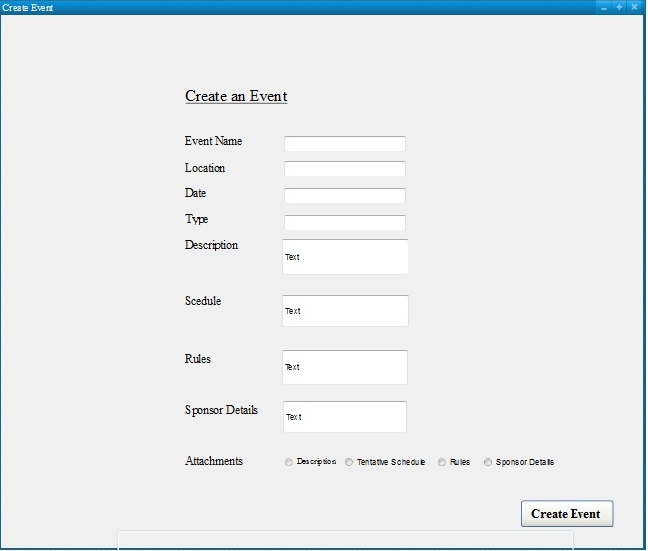 Create Event
Create an Event
Event Name
Location
Date
Type
Description
Text
Scedule
Text
Rules
Text
Sponsor Details
Text
Attachments Description Tentative Schedule Rules Sponsor Details
Create Event